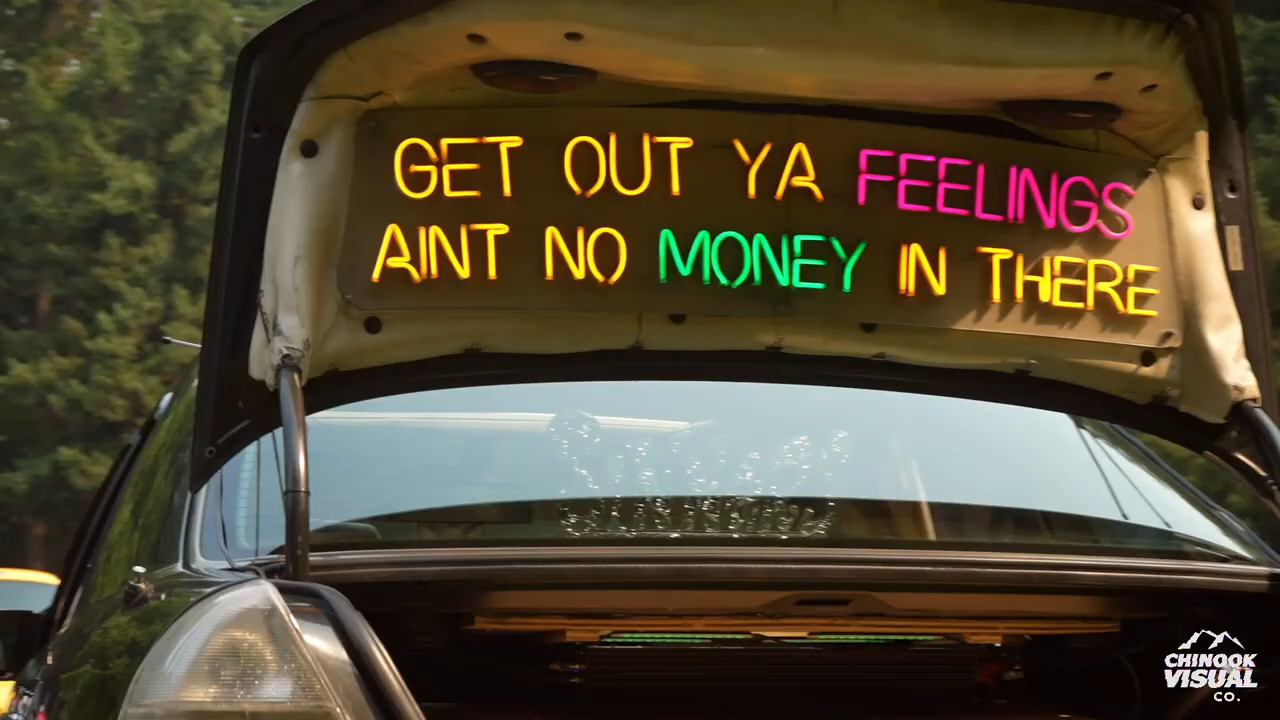 GET OUT YA FEELINGS
AINT NO MONEY IN THERE
CHINOOK
VISUAL
CO.